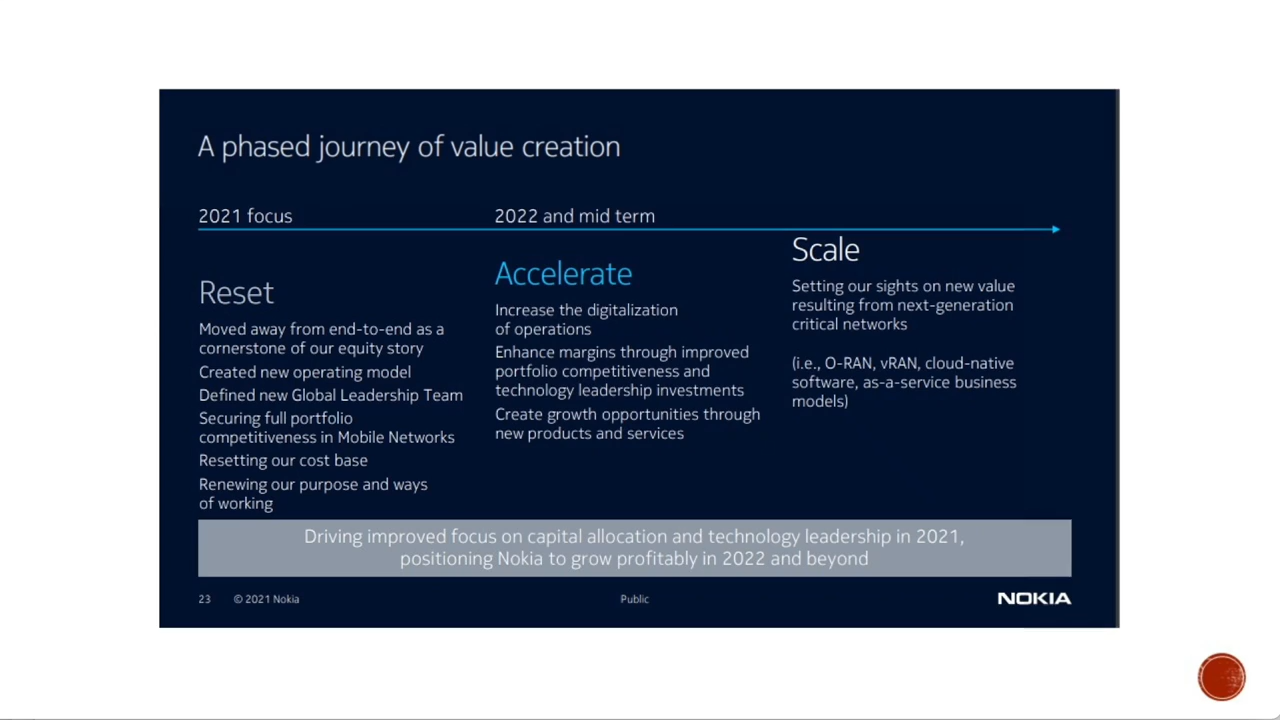 A phased journey of value creation
2021 focus
2022 and mid term
Reset
Moved away from end-to-end as a
cornerstone of our equity story
Created new operating model
Defined new Global Leadership Team
Securing full portfolio
competitiveness in Mobile Networks
Resetting our cost base
Renewing our purpose and ways
of working
Accelerate
Increase the digitalization
of operations
Enhance margins through improved
portfolio competitiveness and
technology leadership investments
Create growth opportunities through
new products and services
Scale
Setting our sights on new value
resulting from next-generation
critical networks
(i.e., O-RAN, vRAN, cloud-native
software, as-a-service business
models)
Driving improved focus on capital allocation and technology leadership in 2021,
positioning Nokia to grow profitably in 2022 and beyond
23 © 2021 Nokia
Public
NOKIA